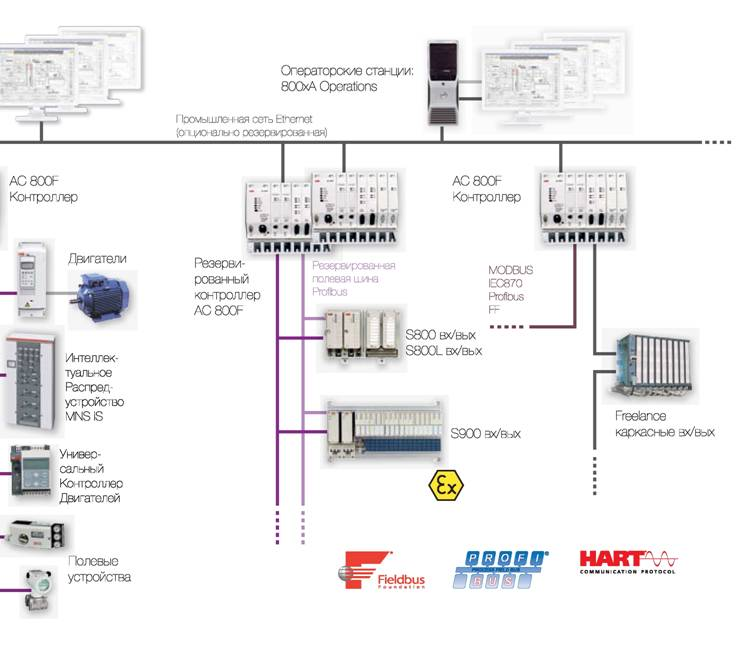 Операторские станции:
800xA Operations
Промышленная сеть Ethernet
(опционально резервированная)
AC 800F
Контроллер
AC 800F
Контроллер
Двигатели
Резерви-
рованный
контроллер
AC 800F
Резервированная
полевая шина
Profibus
MODBUS
IEC870
Profibus
FF
S800 вх/вых
S800L вх/вых
Интеллек-
туальное
Распред-
устройство
MNS iS
Freelance
каркасные вх/вых
S900 вх/вых
Универ-
сальный
Контроллер
Двигателей
Ex
Полевые
устройства
Fieldbus
Foundation
PROFI
PROCESS FIELD BUS
BUS
HART
COMMUNICATION PROTOCOL